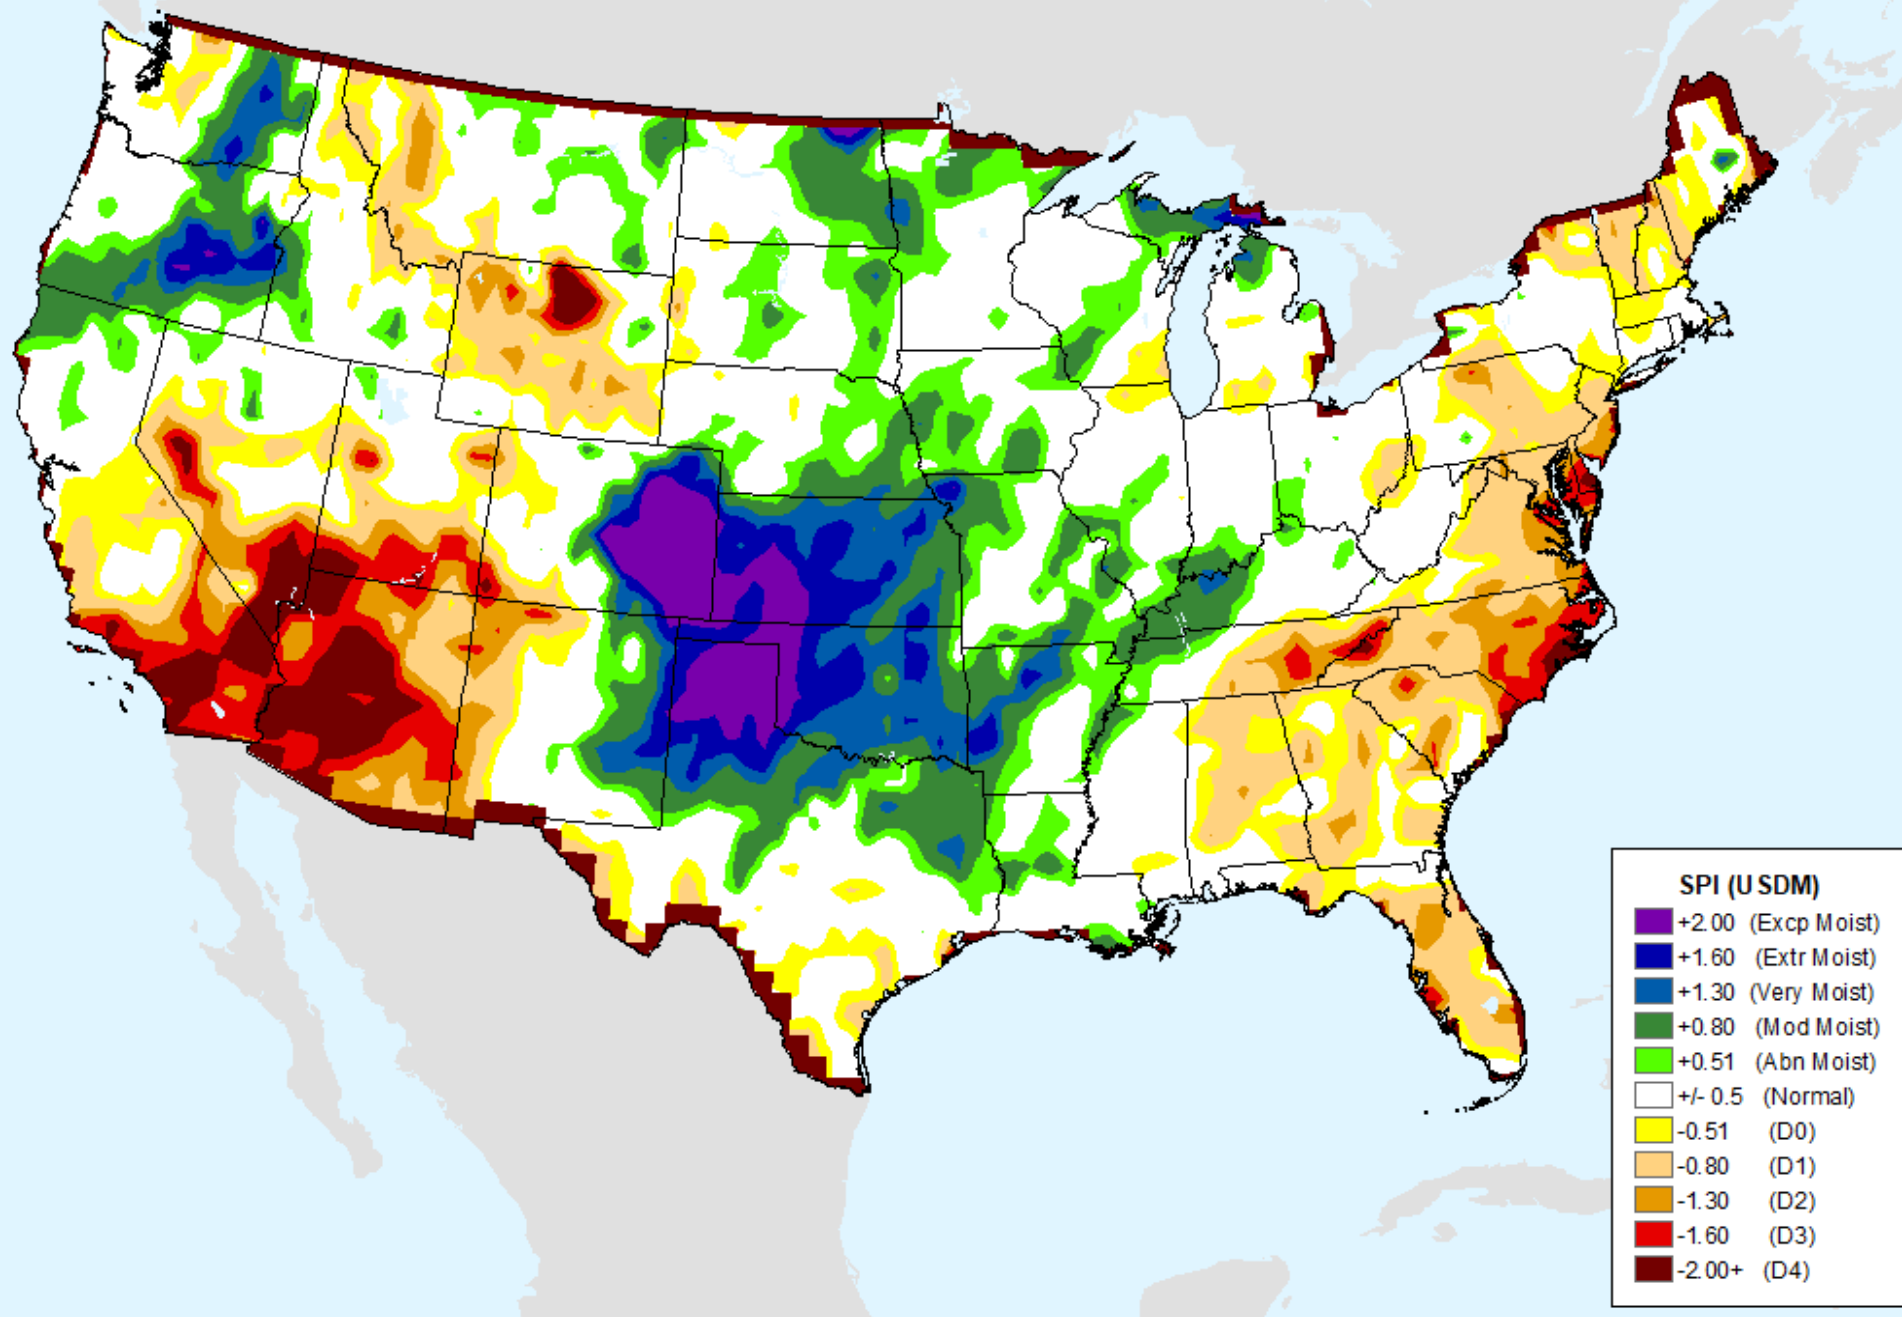 SPI (USDM)
+2.00 (Excp Moist)
+1.60 (Extr Moist)
+1.30 (Very Moist)
+0.80 (Mod Moist)
+0.51 (Abn Moist)
+/- 0.5 (Normal)
-0.51 (D0)
-0.80 (D1)
-1.30 (D2)
-1.60 (D3)
-2.00+ (D4)